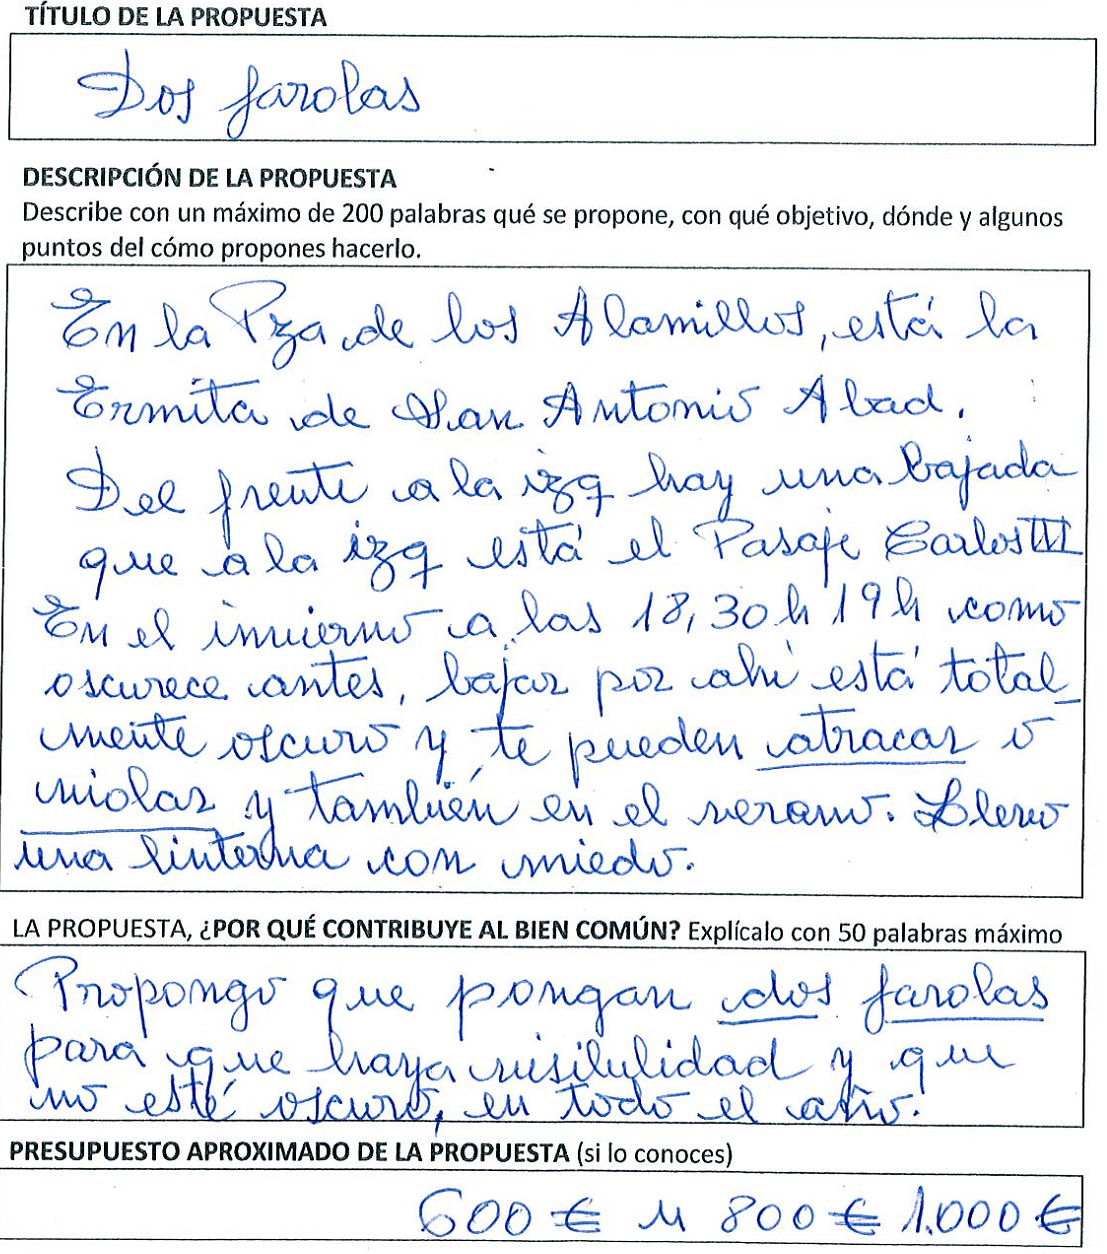 TÍTULO DE LA PROPUESTA
Dos farolas
DESCRIPCIÓN DE LA PROPUESTA
Describe con un máximo de 200 palabras qué se propone, con qué objetivo, dónde y algunos
puntos del cómo propones hacerlo.
En la Pza de los Alamillos, está la
Ermita de San Antonio Abad.
Del frente a la izq hay una bajada
que a la izq está el Pasaje Carlos III
En el invierno a las 18,30 h 19 h como
oscurece antes, bajar por ahí está total
mente oscuro y te pueden atracar o
violar y también en el verano. Llevo
una linterna con miedo.
LA PROPUESTA, ¿POR QUÉ CONTRIBUYE AL BIEN COMÚN? Explícalo con 50 palabras máximo
Propongo que pongan dos farolas
para que haya visibilidad y que
no esté oscuro, en todo el año.
PRESUPUESTO APROXIMADO DE LA PROPUESTA (si lo conoces)
600 € u 800 € 1.000 €